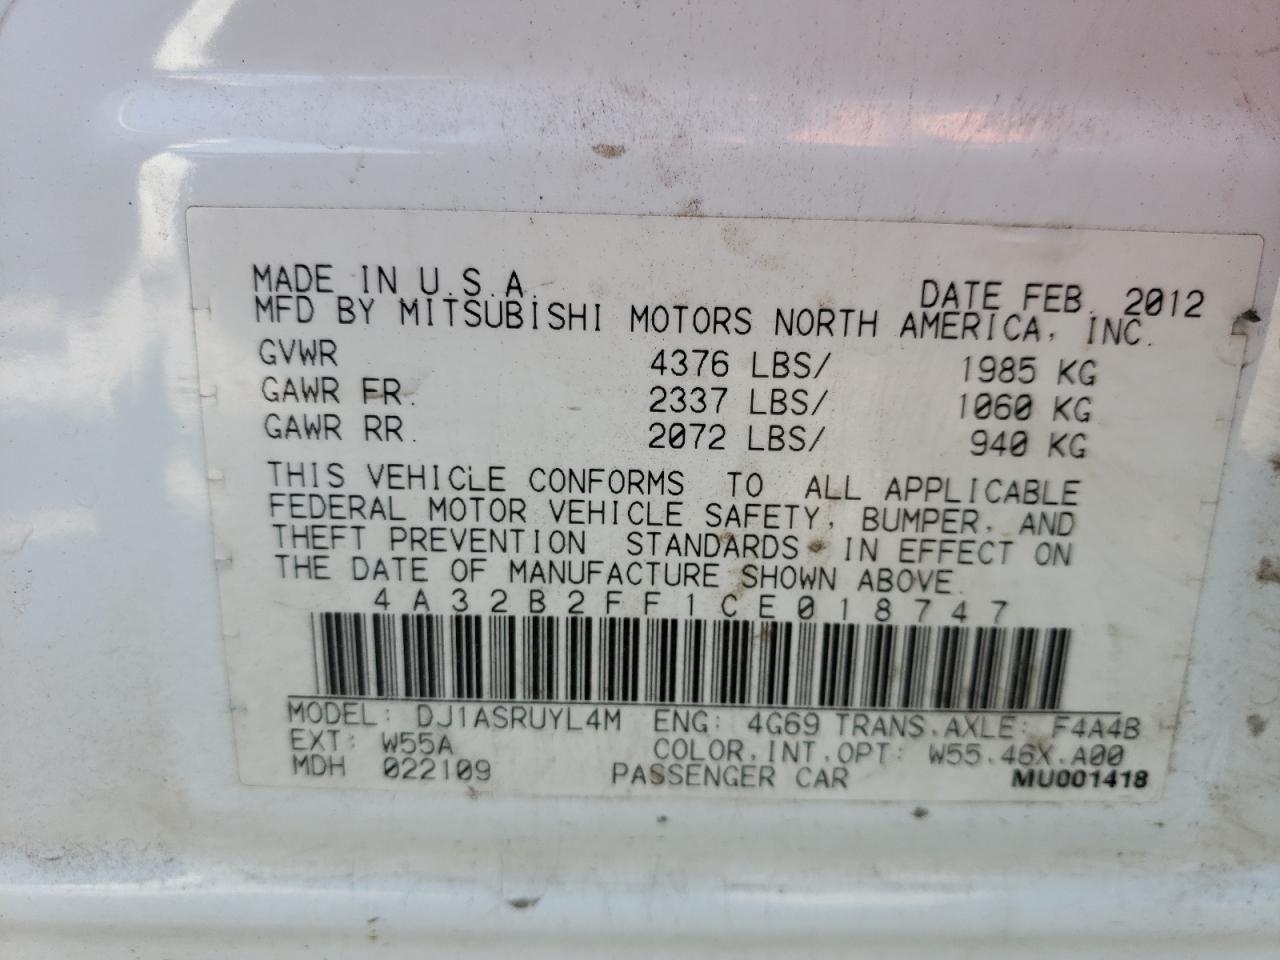 MADE IN U.S.A. DATE FEB. 2012
MFD BY MITSUBISHI MOTORS NORTH AMERICA, INC.
GVWR 4376 LBS/ 1985 KG
GAWR FR. 2337 LBS/ 1060 KG
GAWR RR. 2072 LBS/ 940 KG
THIS VEHICLE CONFORMS TO ALL APPLICABLE
FEDERAL MOTOR VEHICLE SAFETY, BUMPER, AND
THEFT PREVENTION STANDARDS IN EFFECT ON
THE DATE OF MANUFACTURE SHOWN ABOVE.
4A32B2FF1CE018747
MODEL: DJ1ASRUYL4M ENG: 4G69 TRANS.AXLE: F4A4B
EXT: W55A COLOR.INT.OPT: W55.46X.A00
MDH 022109 PASSENGER CAR MU001418